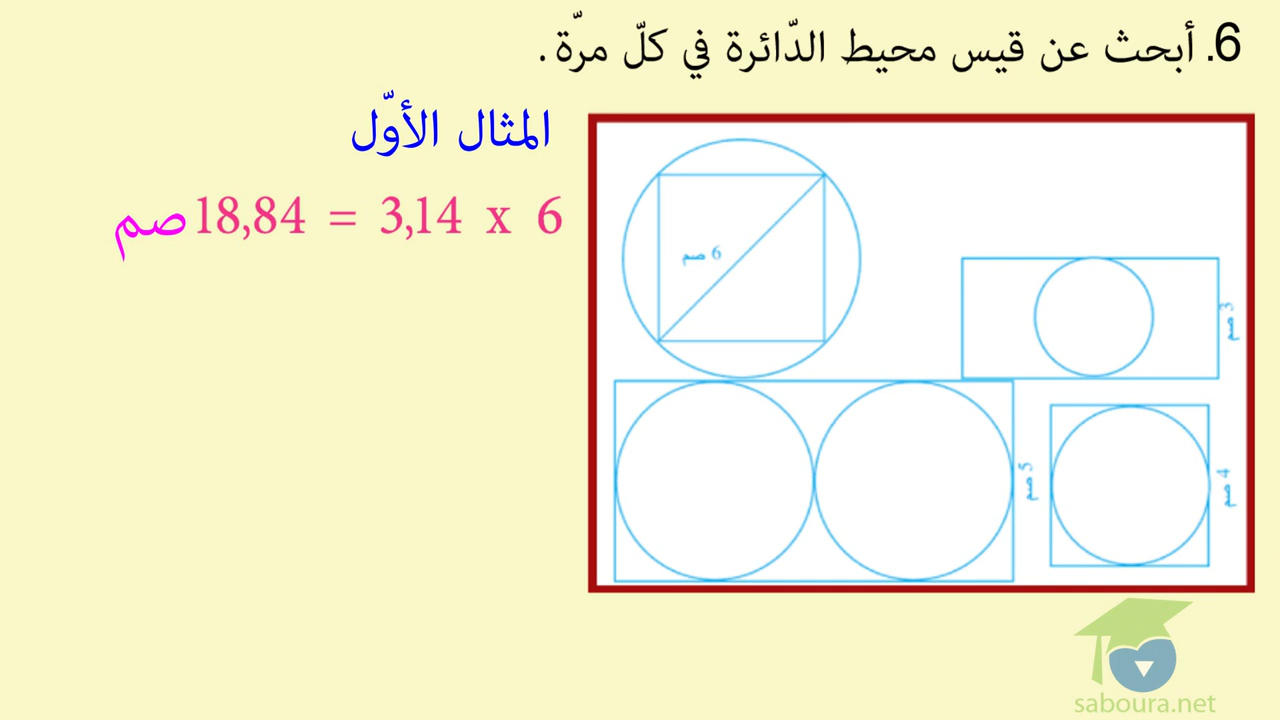 6. أبحث عن قيس محيط الدّائرة في كلّ مرّة .
المثال الأوّل
6 x 3,14 = 18,84 صم
6 صم
3 صم
5 صم
4 صم
saboura.net